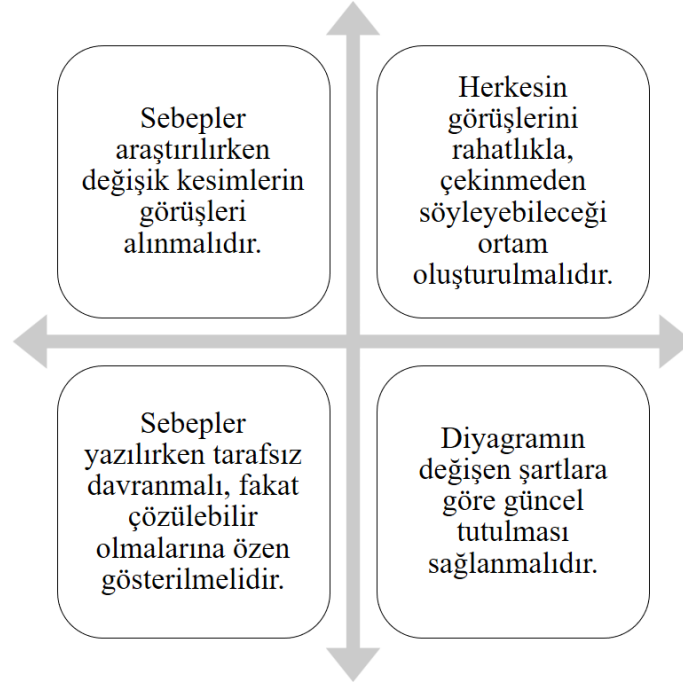 Sebepler
araştırılırken
değişik kesimlerin
görüşleri
alınmalıdır.
Herkesin
görüşlerini
rahatlıkla,
çekinmeden
söyleyebileceği
ortam
oluşturulmalıdır.
Sebepler
yazılırken tarafsız
davranmalı, fakat
çözülebilir
olmalarına özen
gösterilmelidir.
Diyagramın
değişen şartlara
göre güncel
tutulması
sağlanmalıdır.